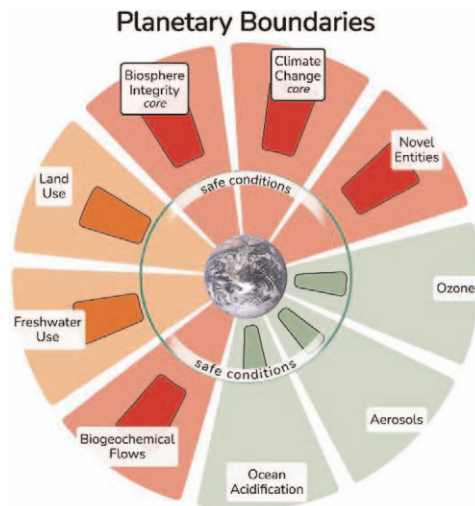 Planetary Boundaries
Biosphere
Integrity
core
Climate
Change
core
Novel
Entities
Land
Use
safe conditions
Ozone
Freshwater
Use
safe conditions
Aerosols
Biogeochemical
Flows
Ocean
Acidification